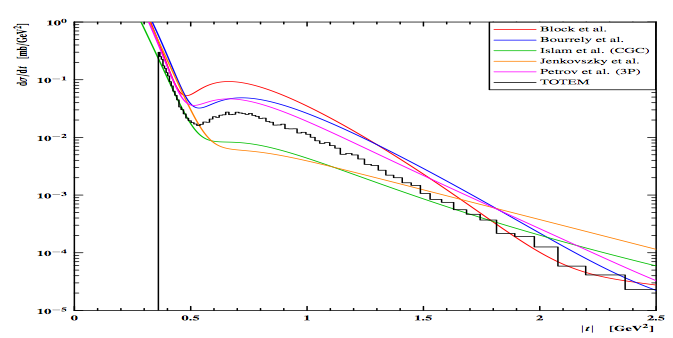 dσ/dt [mb/GeV²]
10⁰
10⁻¹
10⁻²
10⁻³
10⁻⁴
10⁻⁵
Block et al.
Bourrely et al.
Islam et al. (CGC)
Jenkovszky et al.
Petrov et al. (3P)
TOTEM
0 0.5 1 1.5 2 2.5
|t| [GeV²]